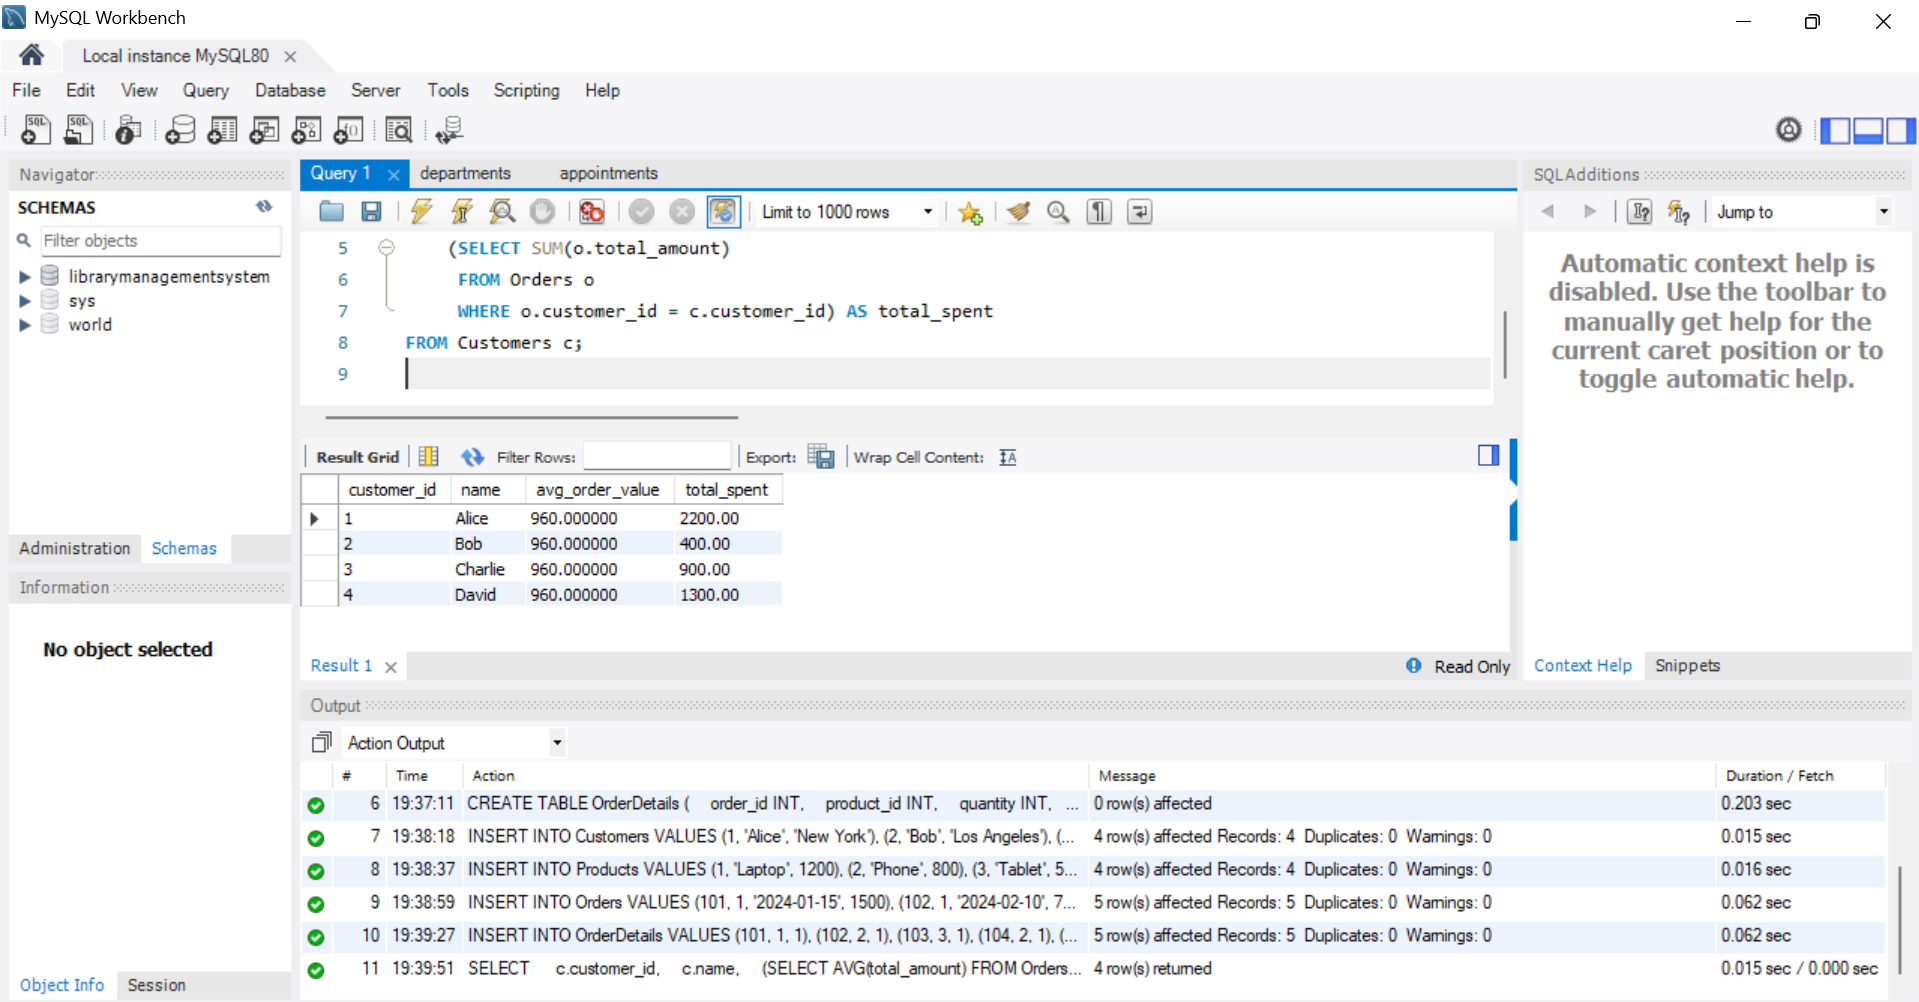 MySQL Workbench
Local instance MySQL80
File Edit View Query Database Server Tools Scripting Help
Navigator
SCHEMAS
Filter objects
librarymanagementsystem
sys
world
Administration Schemas
Information
No object selected
Object Info Session
Query 1 departments appointments
Limit to 1000 rows
5 (SELECT SUM(o.total_amount)
6 FROM Orders o
7 WHERE o.customer_id = c.customer_id) AS total_spent
8 FROM Customers c;
9
Result Grid Filter Rows: Export: Wrap Cell Content:
customer_id name avg_order_value total_spent
1 Alice 960.000000 2200.00
2 Bob 960.000000 400.00
3 Charlie 960.000000 900.00
4 David 960.000000 1300.00
Result 1 Read Only
SQLAdditions
Jump to
Automatic context help is
disabled. Use the toolbar to
manually get help for the
current caret position or to
toggle automatic help.
Context Help Snippets
Output
Action Output
# Time Action Message Duration / Fetch
6 19:37:11 CREATE TABLE OrderDetails ( order_id INT, product_id INT, quantity INT, ... 0 row(s) affected 0.203 sec
7 19:38:18 INSERT INTO Customers VALUES (1, 'Alice', 'New York'), (2, 'Bob', 'Los Angeles'), (... 4 row(s) affected Records: 4 Duplicates: 0 Warnings: 0 0.015 sec
8 19:38:37 INSERT INTO Products VALUES (1, 'Laptop', 1200), (2, 'Phone', 800), (3, 'Tablet', 5... 4 row(s) affected Records: 4 Duplicates: 0 Warnings: 0 0.016 sec
9 19:38:59 INSERT INTO Orders VALUES (101, 1, '2024-01-15', 1500), (102, 1, '2024-02-10', 7... 5 row(s) affected Records: 5 Duplicates: 0 Warnings: 0 0.062 sec
10 19:39:27 INSERT INTO OrderDetails VALUES (101, 1, 1), (102, 2, 1), (103, 3, 1), (104, 2, 1), (... 5 row(s) affected Records: 5 Duplicates: 0 Warnings: 0 0.062 sec
11 19:39:51 SELECT c.customer_id, c.name, (SELECT AVG(total_amount) FROM Orders... 4 row(s) returned 0.015 sec / 0.000 sec